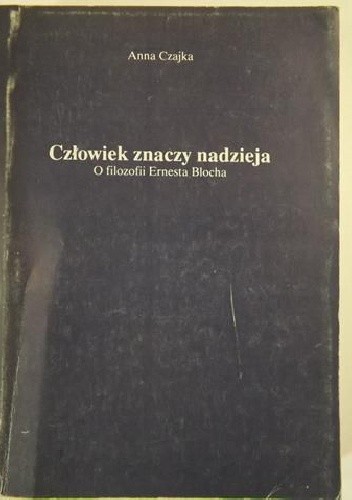 Anna Czajka
Człowiek znaczy nadzieja
O filozofii Ernesta Blocha